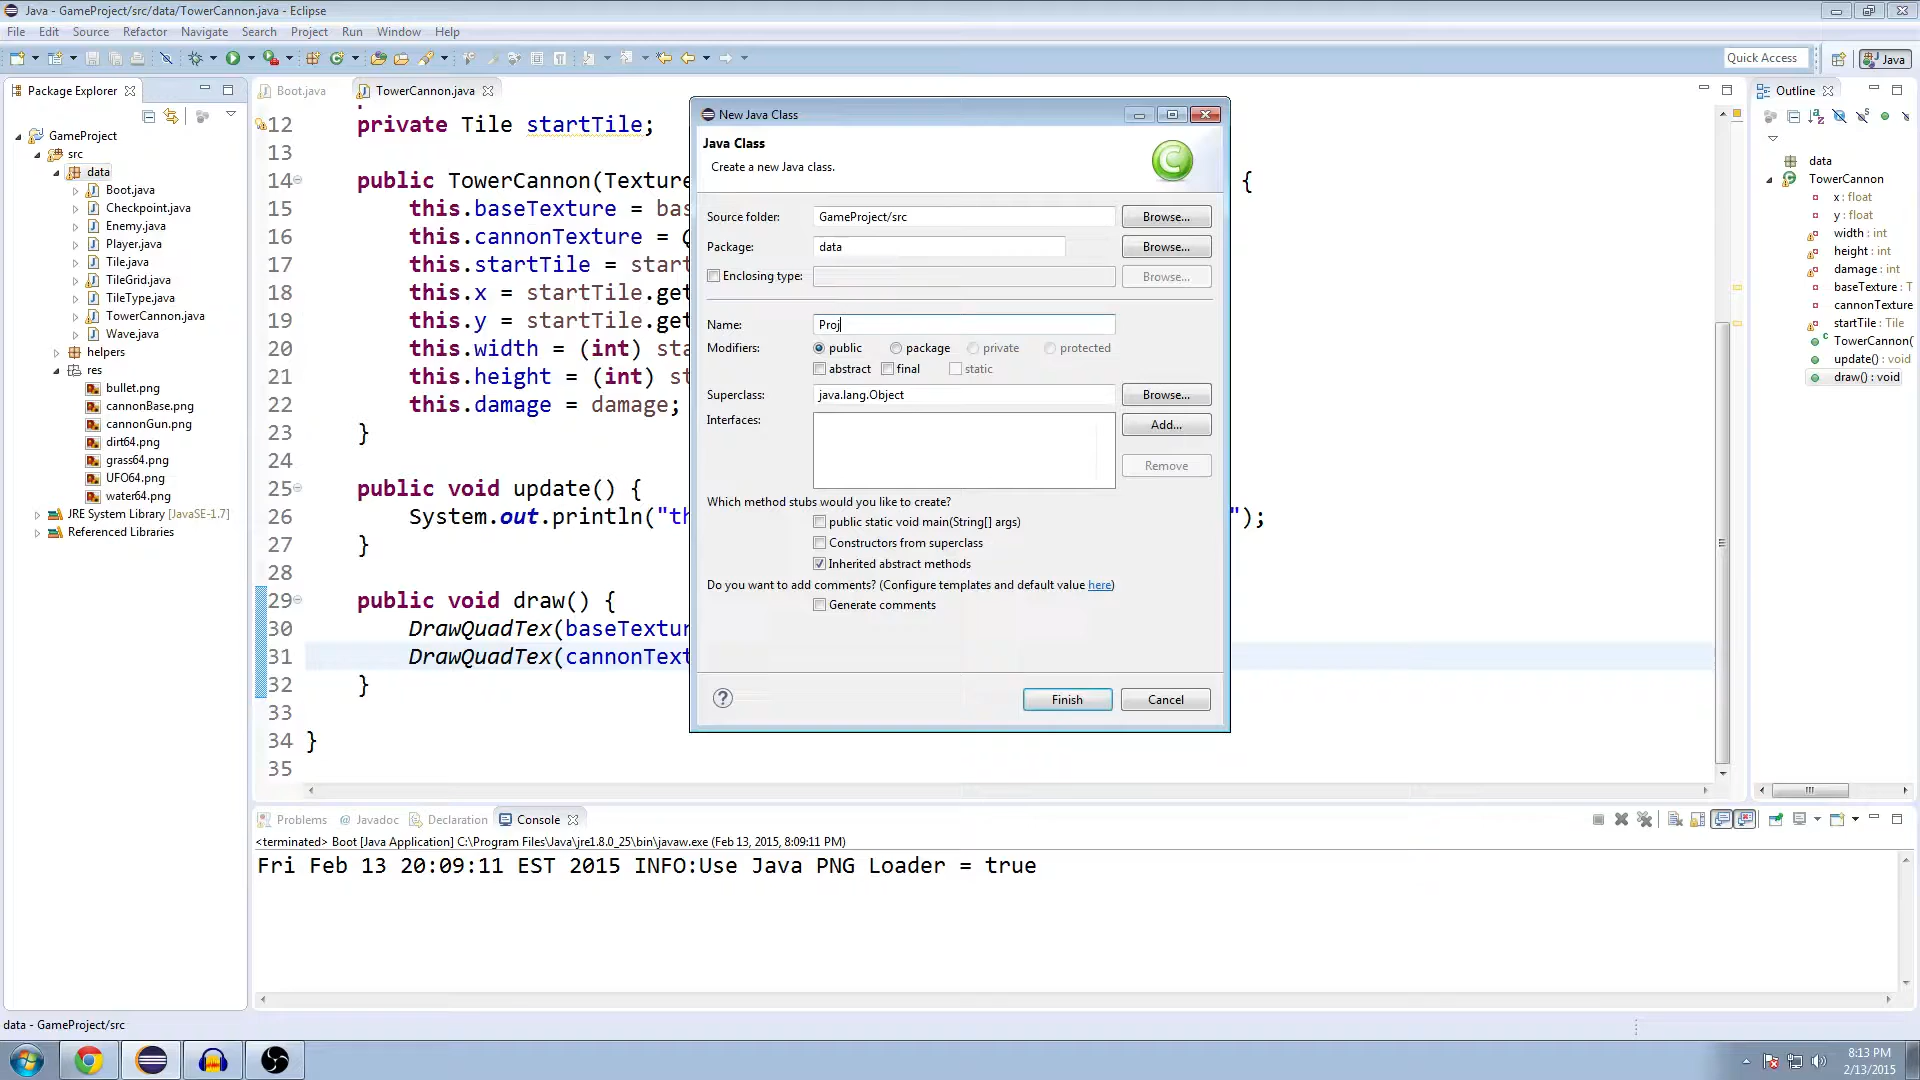 Java - GameProject/src/data/TowerCannon.java - Eclipse
File Edit Source Refactor Navigate Search Project Run Window Help
Quick Access
Java
Package Explorer
GameProject
src
data
Boot.java
Checkpoint.java
Enemy.java
Player.java
Tile.java
TileGrid.java
TileType.java
TowerCannon.java
Wave.java
helpers
res
bullet.png
cannonBase.png
cannonGun.png
dirt64.png
grass64.png
UFO64.png
water64.png
JRE System Library [JavaSE-1.7]
Referenced Libraries
Boot.java TowerCannon.java
12 private Tile startTile;
13
14 public TowerCannon(Texture {
15 this.baseTexture = bas
16 this.cannonTexture =
17 this.startTile = start
18 this.x = startTile.get
19 this.y = startTile.get
20 this.width = (int) sta
21 this.height = (int) st
22 this.damage = damage;
23 }
24
25 public void update() {
26 System.out.println("th ");
27 }
28
29 public void draw() {
30 DrawQuadTex(baseTextur
31 DrawQuadTex(cannonText
32 }
33
34 }
35
New Java Class
Java Class
Create a new Java class.
C
Source folder: GameProject/src Browse...
Package: data Browse...
Enclosing type: Browse...
Name: Proj
Modifiers: public package private protected
abstract final static
Superclass: java.lang.Object Browse...
Interfaces: Add...
Remove
Which method stubs would you like to create?
public static void main(String[] args)
Constructors from superclass
Inherited abstract methods
Do you want to add comments? (Configure templates and default value here)
Generate comments
? Finish Cancel
Outline
data
TowerCannon
x : float
y : float
width : int
height : int
damage : int
baseTexture : T
cannonTexture
startTile : Tile
TowerCannon(
update() : void
draw() : void
Problems @ Javadoc Declaration Console
<terminated> Boot [Java Application] C:\Program Files\Java\jre1.8.0_25\bin\javaw.exe (Feb 13, 2015, 8:09:11 PM)
Fri Feb 13 20:09:11 EST 2015 INFO:Use Java PNG Loader = true
data - GameProject/src
8:13 PM
2/13/2015